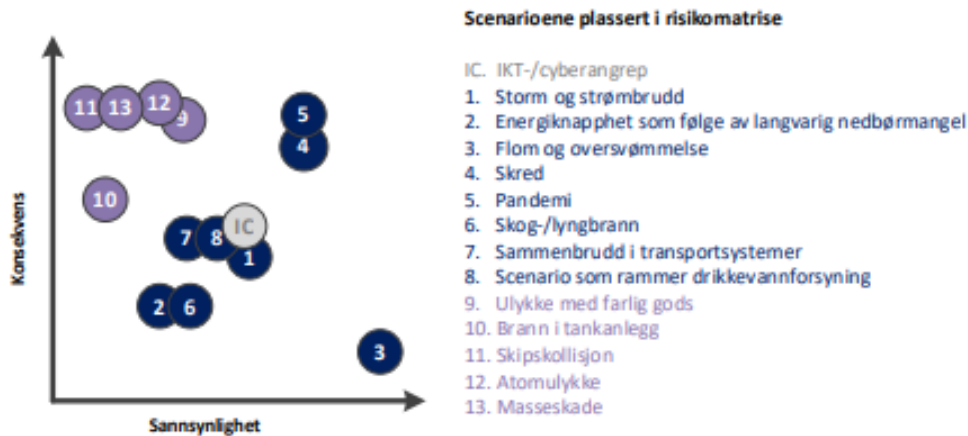 Scenarioene plassert i risikomatrise
IC. IKT-/cyberangrep
1. Storm og strømbrudd
2. Energiknapphet som følge av langvarig nedbørmangel
3. Flom og oversvømmelse
4. Skred
5. Pandemi
6. Skog-/lyngbrann
7. Sammenbrudd i transportsystemer
8. Scenario som rammer drikkevannforsyning
9. Ulykke med farlig gods
10. Brann i tankanlegg
11. Skipskollisjon
12. Atomulykke
13. Masseskade
Konsekvens
11
13
12
9
5
4
10
7
8
IC
1
2
6
3
Sannsynlighet